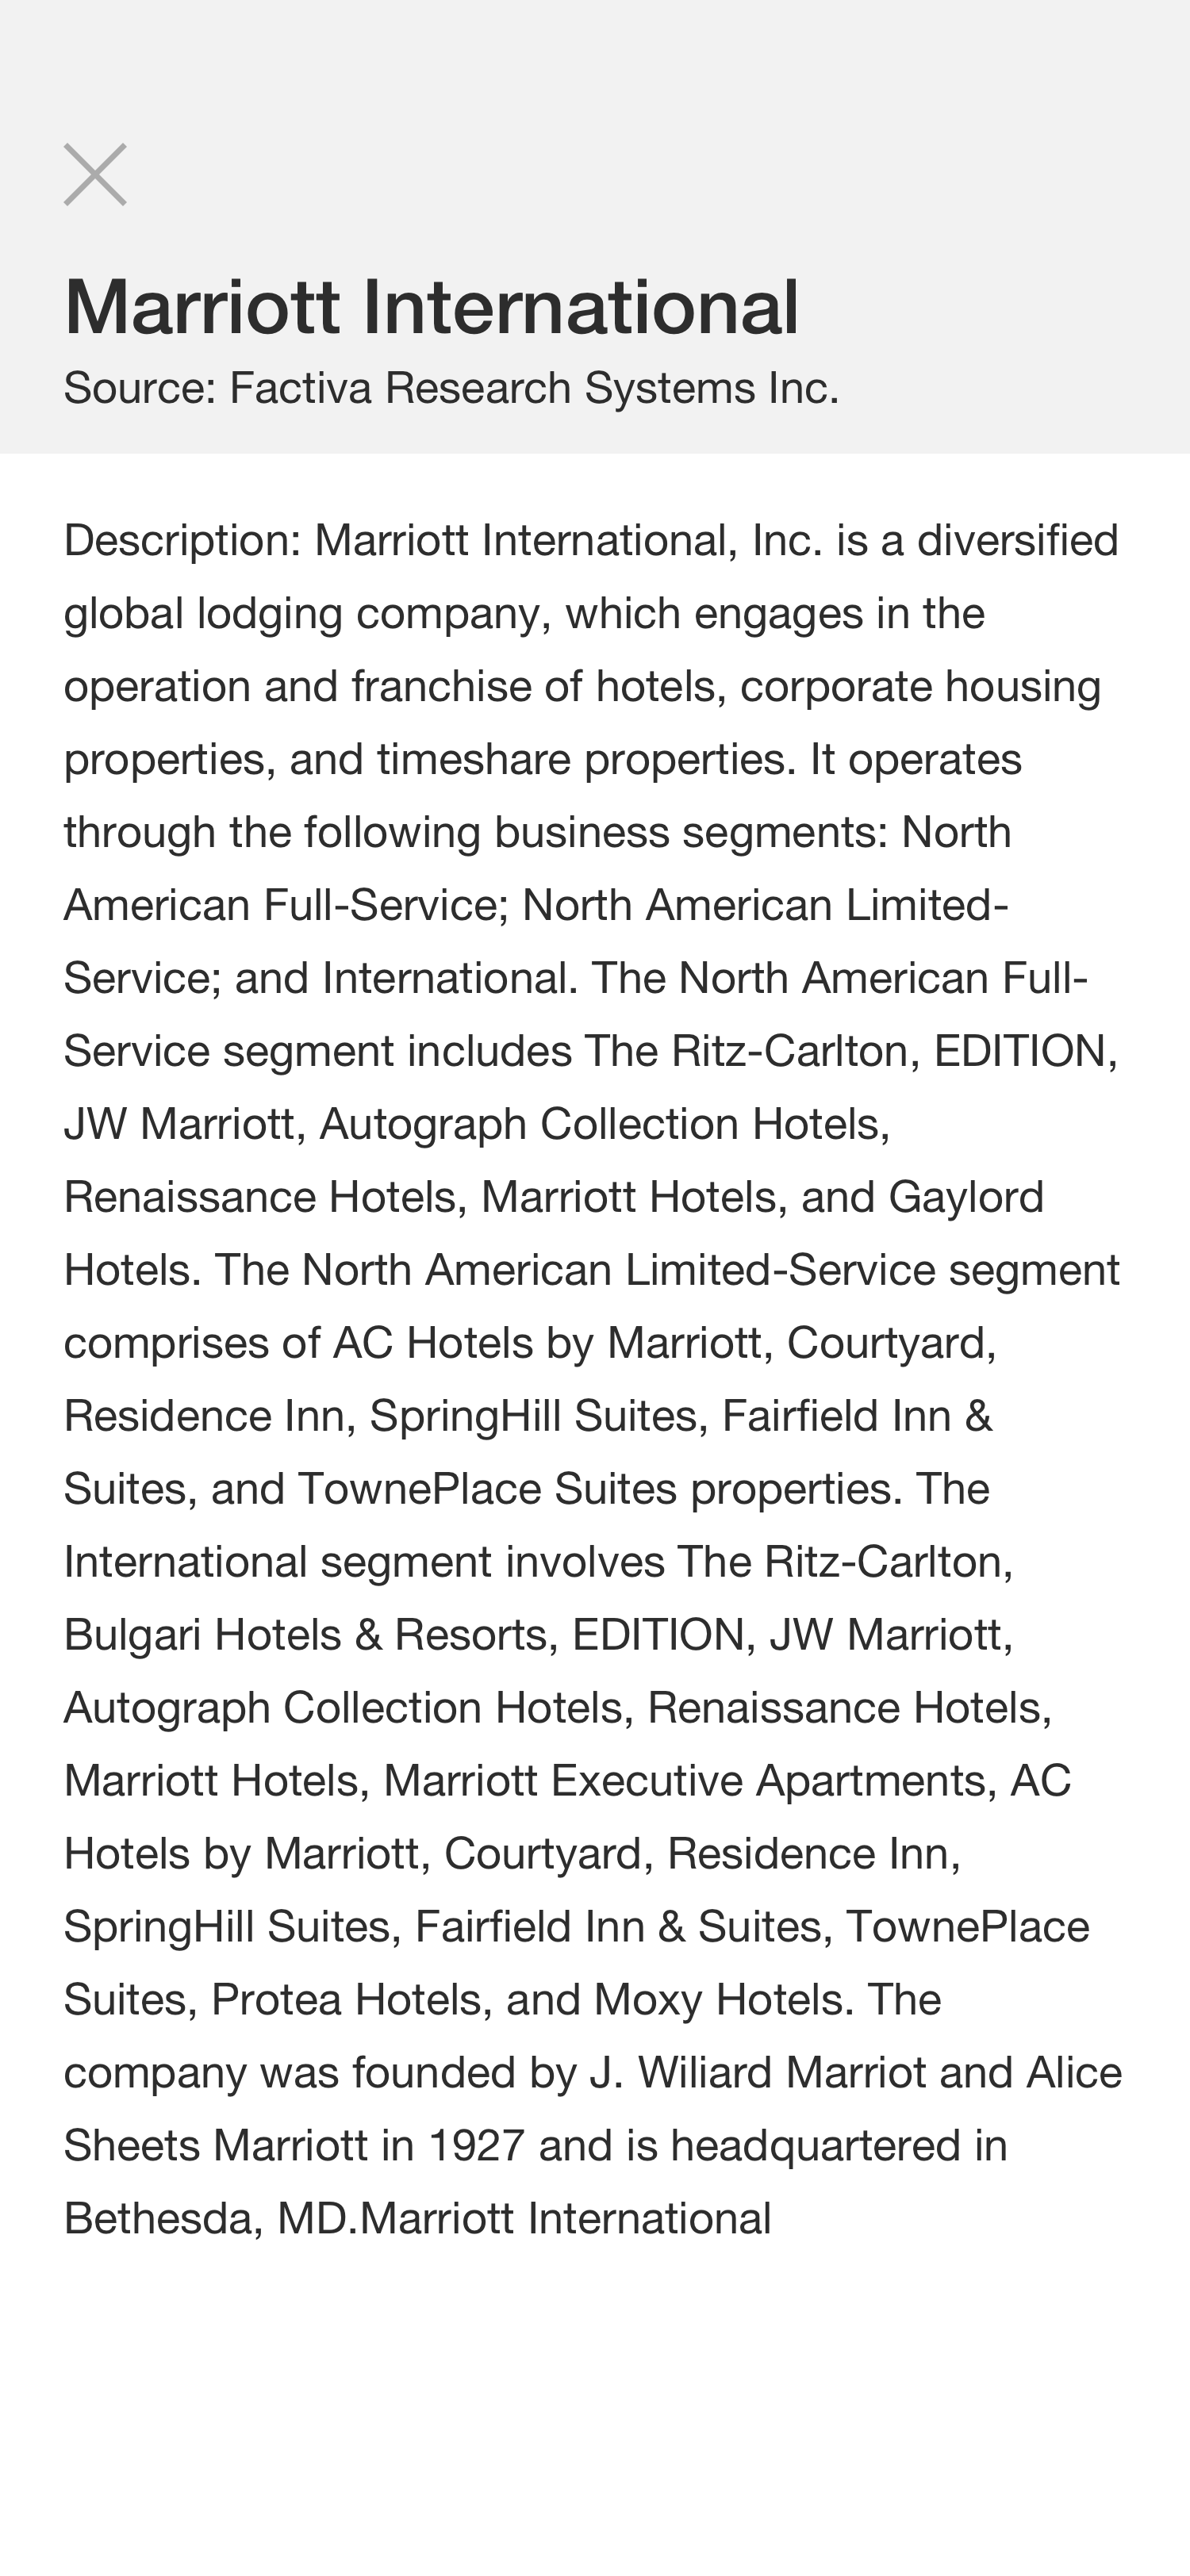 Marriott International
Source: Factiva Research Systems Inc.
Description: Marriott International, Inc. is a diversified
global lodging company, which engages in the
operation and franchise of hotels, corporate housing
properties, and timeshare properties. It operates
through the following business segments: North
American Full-Service; North American Limited-
Service; and International. The North American Full-
Service segment includes The Ritz-Carlton, EDITION,
JW Marriott, Autograph Collection Hotels,
Renaissance Hotels, Marriott Hotels, and Gaylord
Hotels. The North American Limited-Service segment
comprises of AC Hotels by Marriott, Courtyard,
Residence Inn, SpringHill Suites, Fairfield Inn &
Suites, and TownePlace Suites properties. The
International segment involves The Ritz-Carlton,
Bulgari Hotels & Resorts, EDITION, JW Marriott,
Autograph Collection Hotels, Renaissance Hotels,
Marriott Hotels, Marriott Executive Apartments, AC
Hotels by Marriott, Courtyard, Residence Inn,
SpringHill Suites, Fairfield Inn & Suites, TownePlace
Suites, Protea Hotels, and Moxy Hotels. The
company was founded by J. Wiliard Marriot and Alice
Sheets Marriott in 1927 and is headquartered in
Bethesda, MD.Marriott International